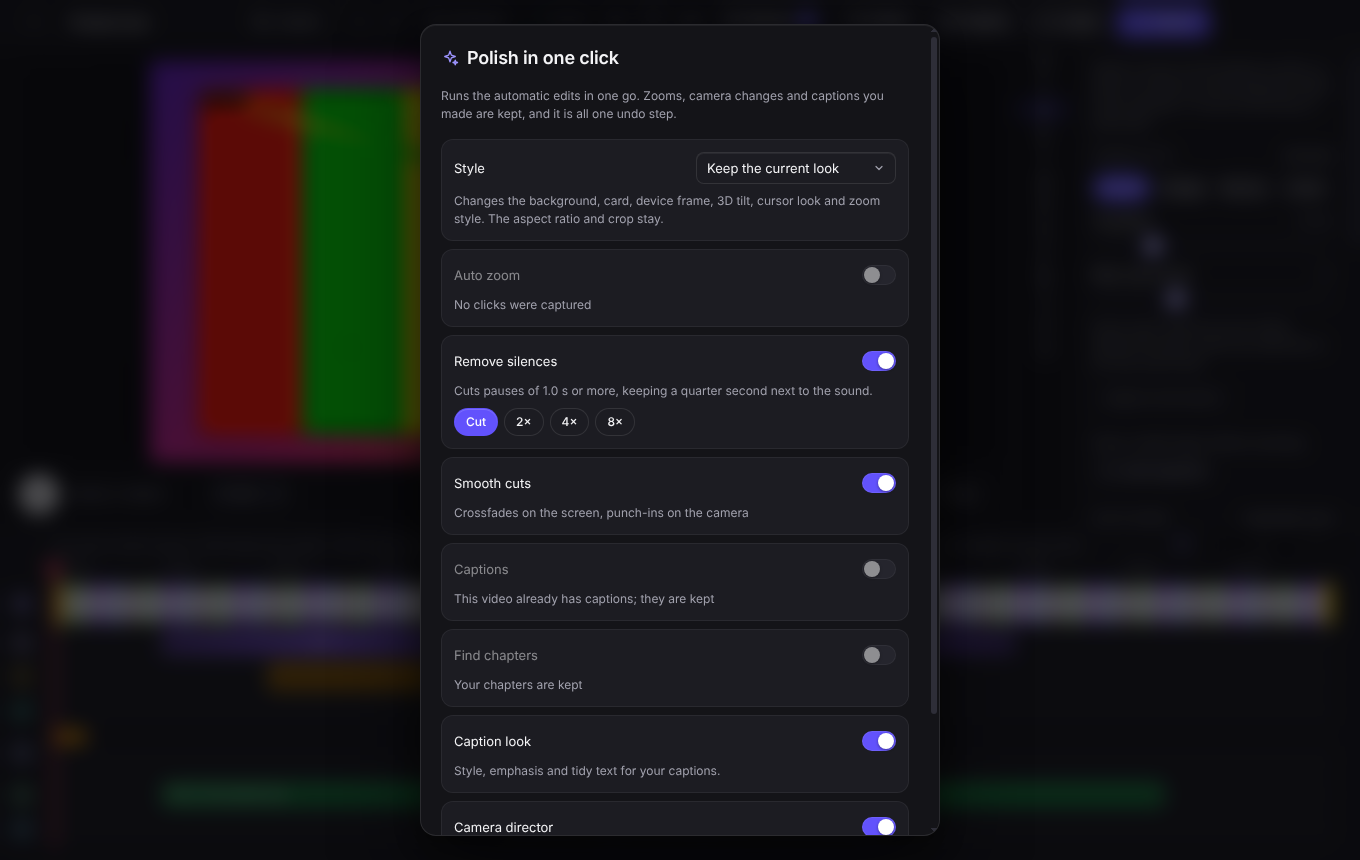 Polish in one click
Runs the automatic edits in one go. Zooms, camera changes and captions you
made are kept, and it is all one undo step.
Style
Keep the current look
Changes the background, card, device frame, 3D tilt, cursor look and zoom
style. The aspect ratio and crop stay.
Auto zoom
No clicks were captured
Remove silences
Cuts pauses of 1.0 s or more, keeping a quarter second next to the sound.
Cut 2× 4× 8×
Smooth cuts
Crossfades on the screen, punch-ins on the camera
Captions
This video already has captions; they are kept
Find chapters
Your chapters are kept
Caption look
Style, emphasis and tidy text for your captions.
Camera director